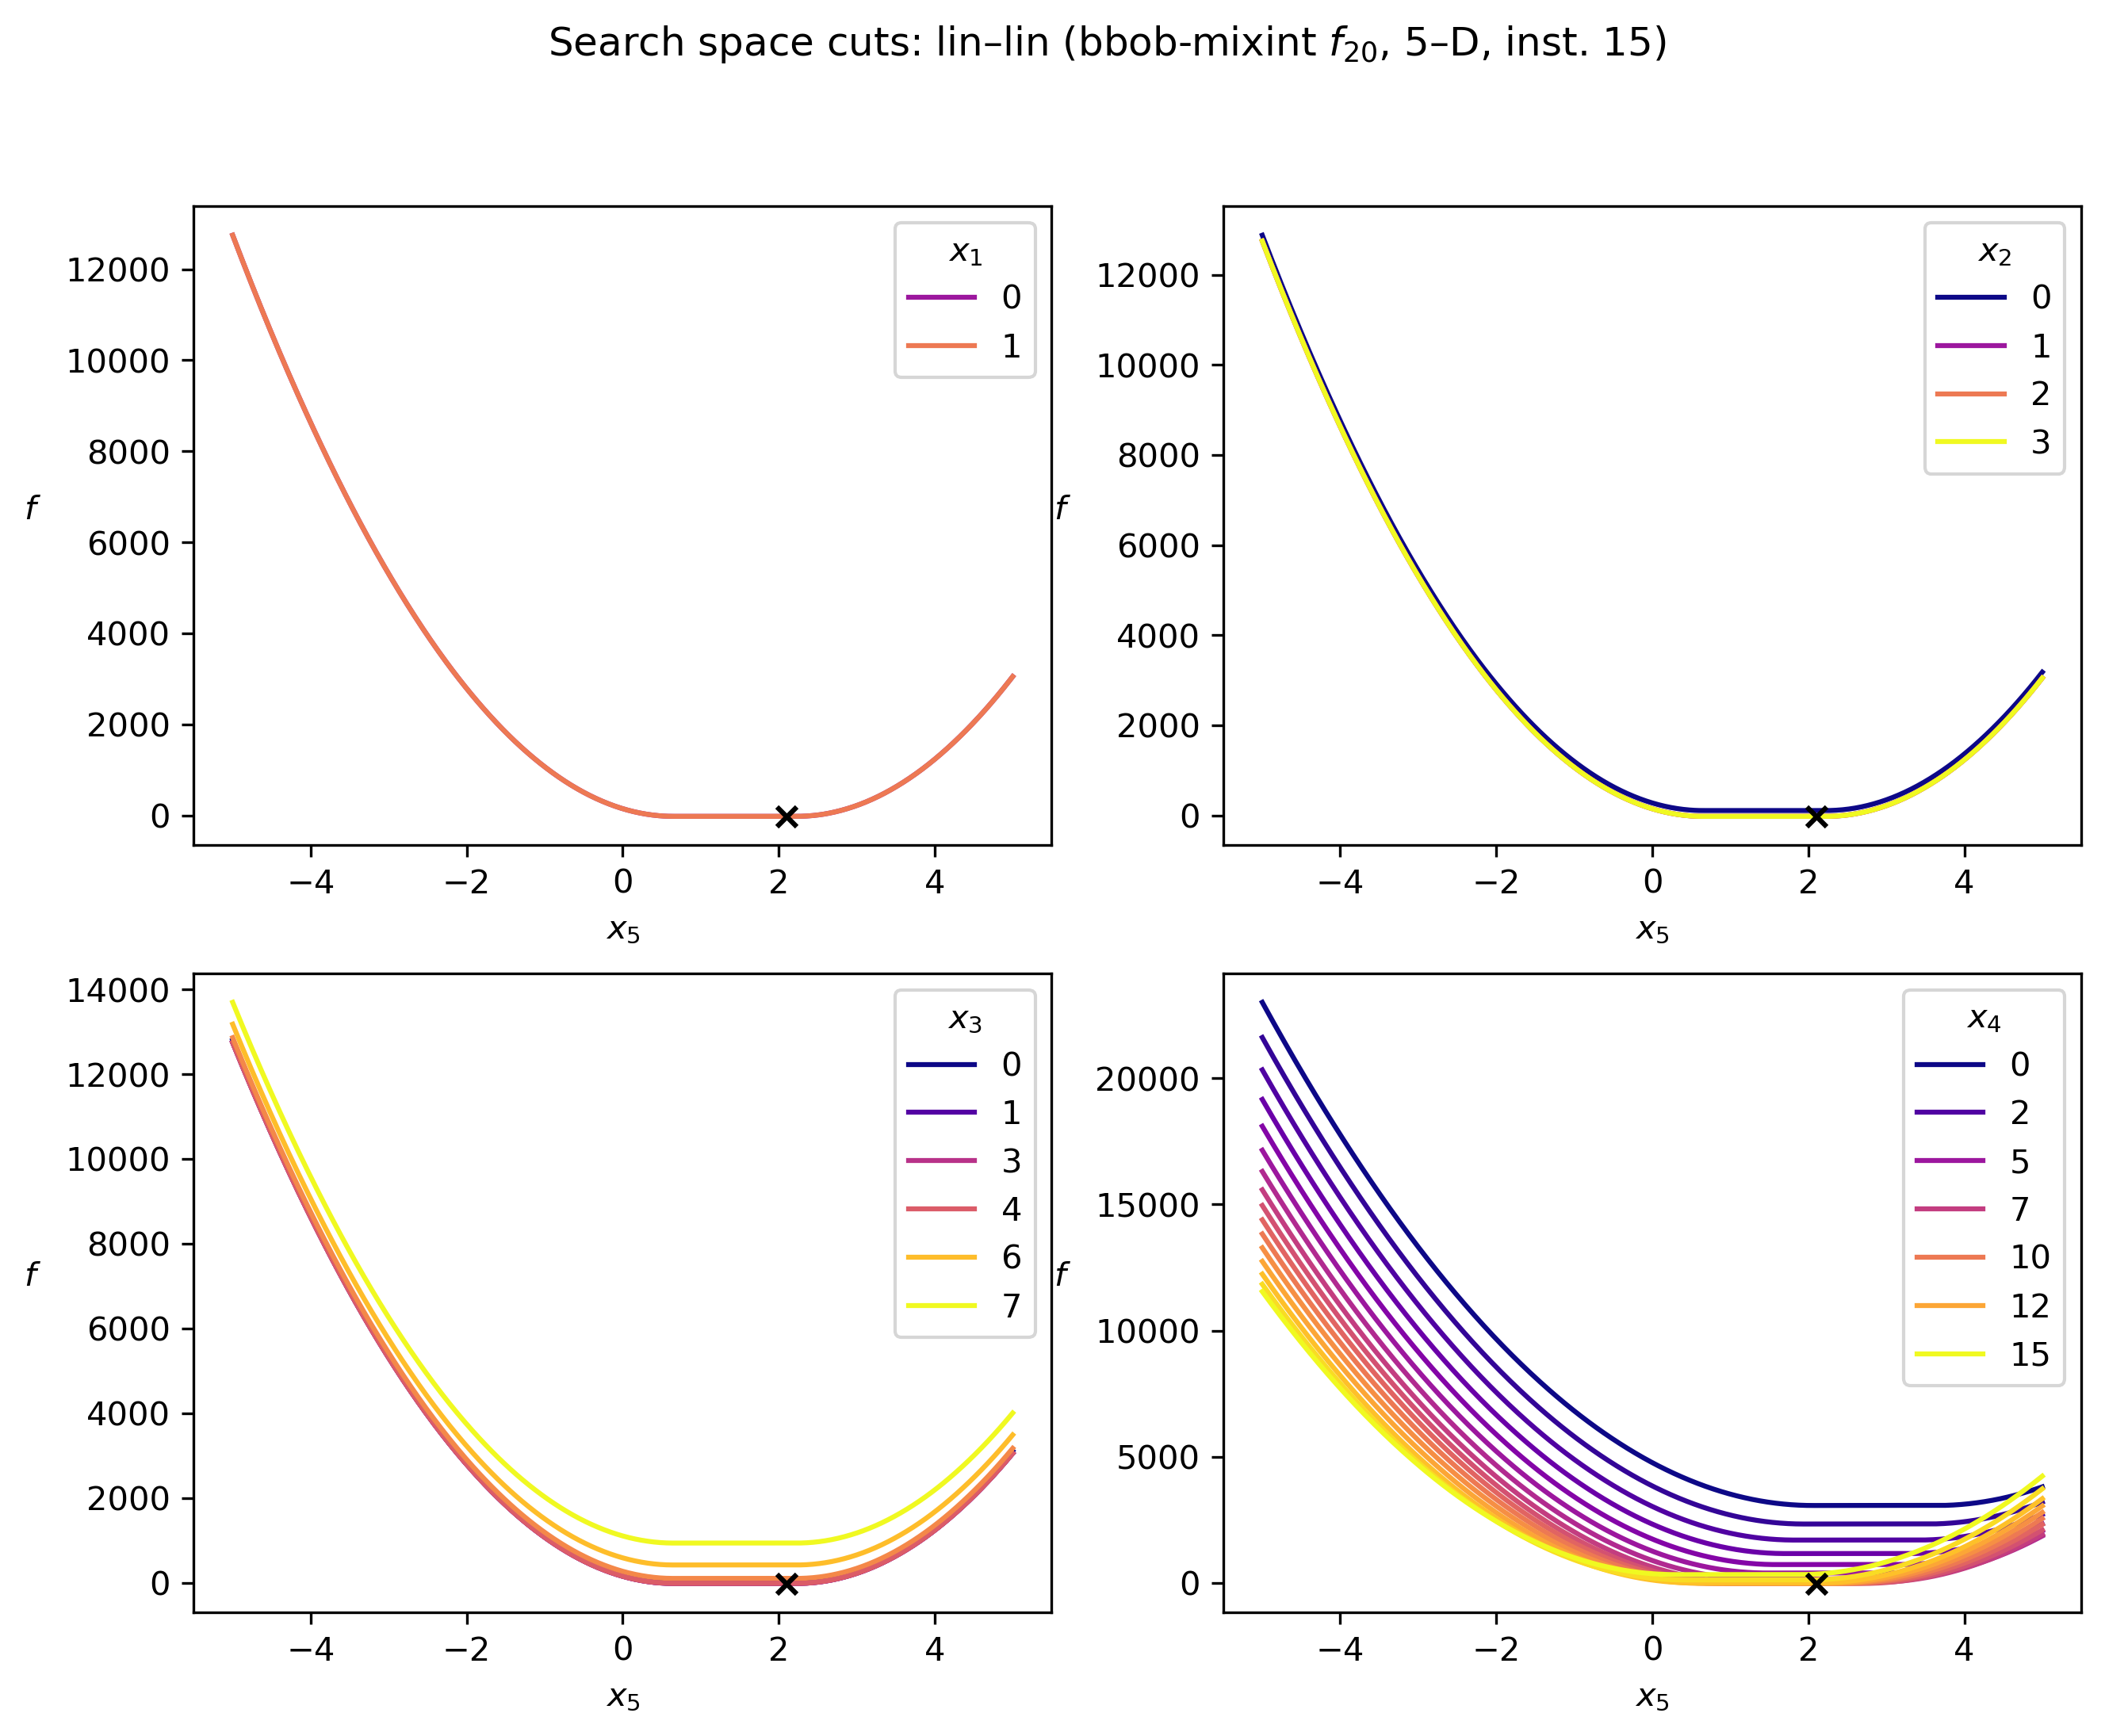 Search space cuts: lin–lin (bbob-mixint f20, 5–D, inst. 15)
12000
10000
8000
6000
4000
2000
0
f
−4 −2 0 2 4
x5
x1
0
1
12000
10000
8000
6000
4000
2000
0
f
−4 −2 0 2 4
x5
x2
0
1
2
3
14000
12000
10000
8000
6000
4000
2000
0
f
−4 −2 0 2 4
x5
x3
0
1
3
4
6
7
20000
15000
10000
5000
0
f
−4 −2 0 2 4
x5
x4
0
2
5
7
10
12
15